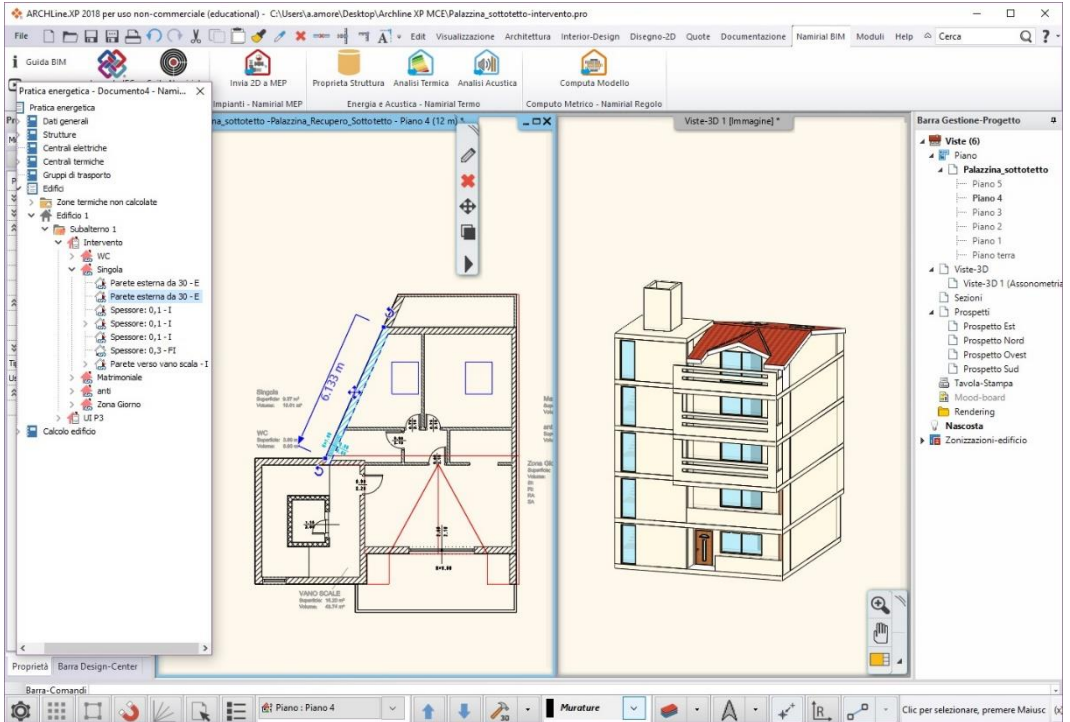 ARCHLine.XP 2018 per uso non-commerciale (educational) - C:\Users\a.amore\Desktop\Archline XP MCE\Palazzina_sottotetto-intervento.pro
File Edit Visualizzazione Architettura Interior-Design Disegno-2D Quote Documentazione Namirial BIM Moduli Help Cerca
Guida BIM
Invia 2D a MEP Proprieta Struttura Analisi Termica Analisi Acustica Computa Modello
Impianti - Namirial MEP Energia e Acustica - Namirial Termo Computo Metrico - Namirial Regolo
Pratica energetica - Documento4 - Nami...
Pratica energetica
Dati generali
Strutture
Centrali elettriche
Centrali termiche
Gruppi di trasporto
Edifici
Zone termiche non calcolate
Edificio 1
Subalterno 1
Intervento
WC
Singola
Parete esterna da 30 - E
Parete esterna da 30 - E
Spessore: 0,1 - I
Spessore: 0,1 - I
Spessore: 0,1 - I
Spessore: 0,3 - FI
Parete verso vano scala - I
Matrimoniale
anti
Zona Giorno
UI P3
Calcolo edificio
na_sottotetto -Palazzina_Recupero_Sottotetto - Piano 4 (12 m) *
6.133 m
Singola
WC
VANO SCALE
Viste-3D 1 [Immagine] *
Barra Gestione-Progetto
Viste (6)
Piano
Palazzina_sottotetto
Piano 5
Piano 4
Piano 3
Piano 2
Piano 1
Piano terra
Viste-3D
Viste-3D 1 (Assonometria
Sezioni
Prospetti
Prospetto Est
Prospetto Nord
Prospetto Ovest
Prospetto Sud
Tavola-Stampa
Mood-board
Rendering
Nascosta
Zonizzazioni-edificio
Proprietà Barra Design-Center
Barra-Comandi
Piano : Piano 4
3D
Murature
Clic per selezionare, premere Maiusc